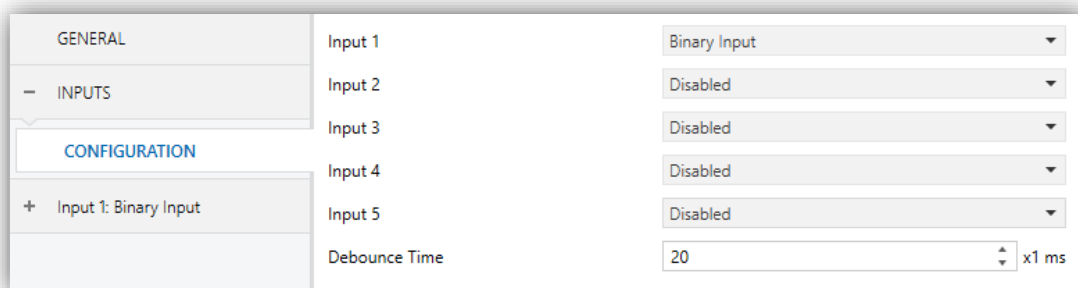 GENERAL
− INPUTS
CONFIGURATION
+ Input 1: Binary Input
Input 1 Binary Input
Input 2 Disabled
Input 3 Disabled
Input 4 Disabled
Input 5 Disabled
Debounce Time 20 x1 ms